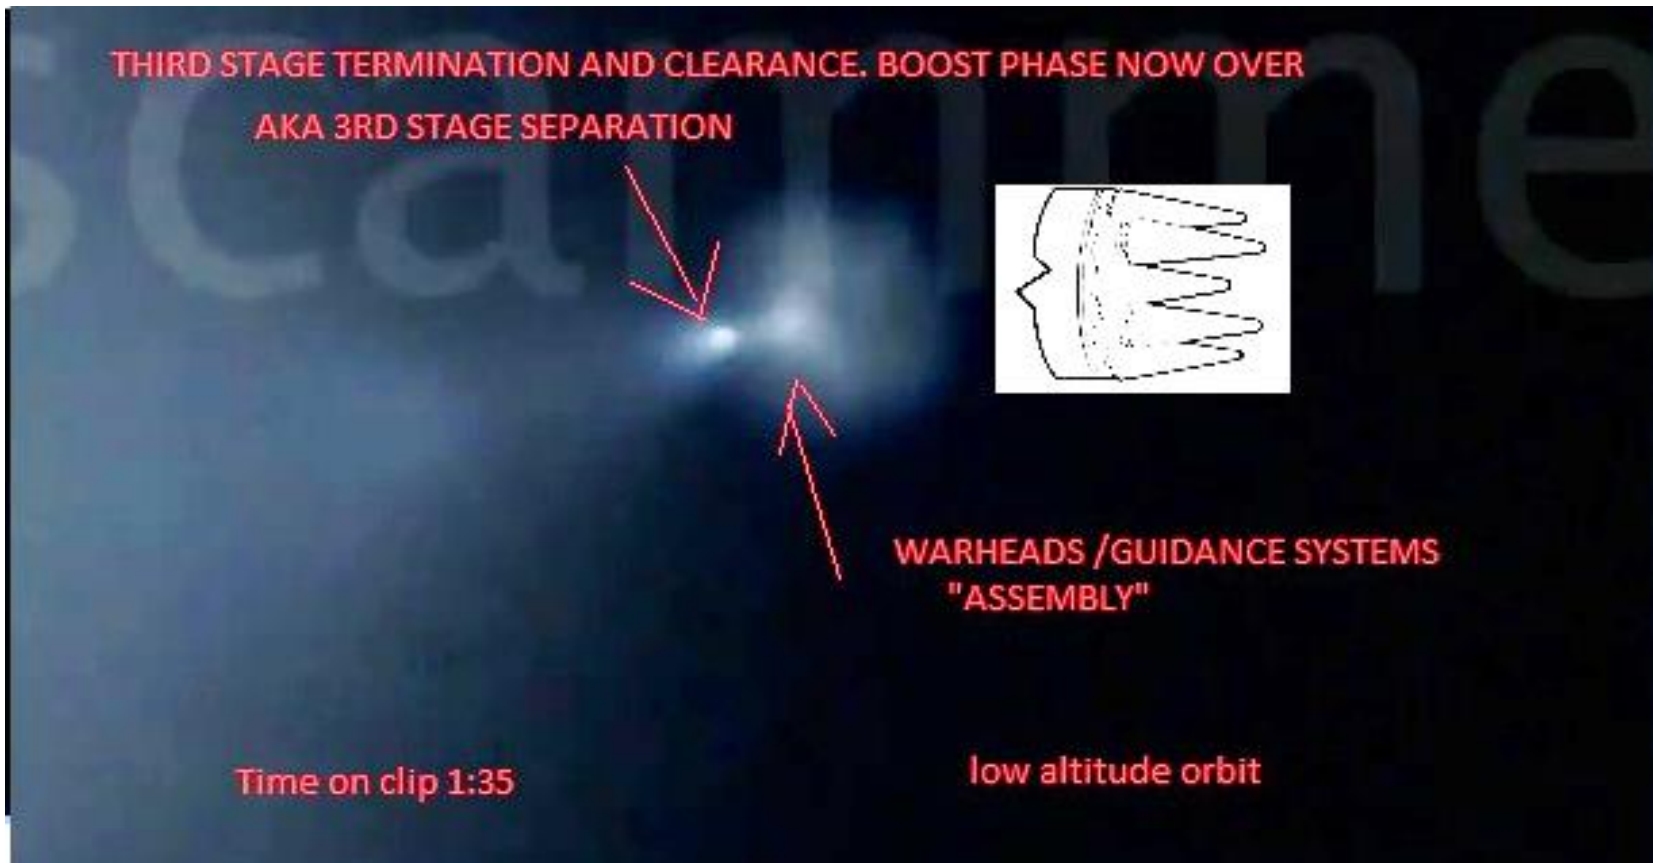 scamme
THIRD STAGE TERMINATION AND CLEARANCE. BOOST PHASE NOW OVER
AKA 3RD STAGE SEPARATION
WARHEADS /GUIDANCE SYSTEMS
"ASSEMBLY"
Time on clip 1:35
low altitude orbit